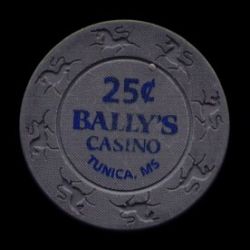 25¢
BALLY'S
CASINO
TUNICA, MS